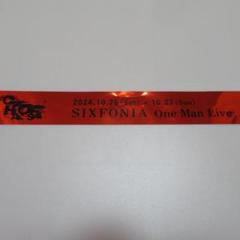 2024.10.26(Sat) - 10.27(Sun)
SIXFONIA One Man Live